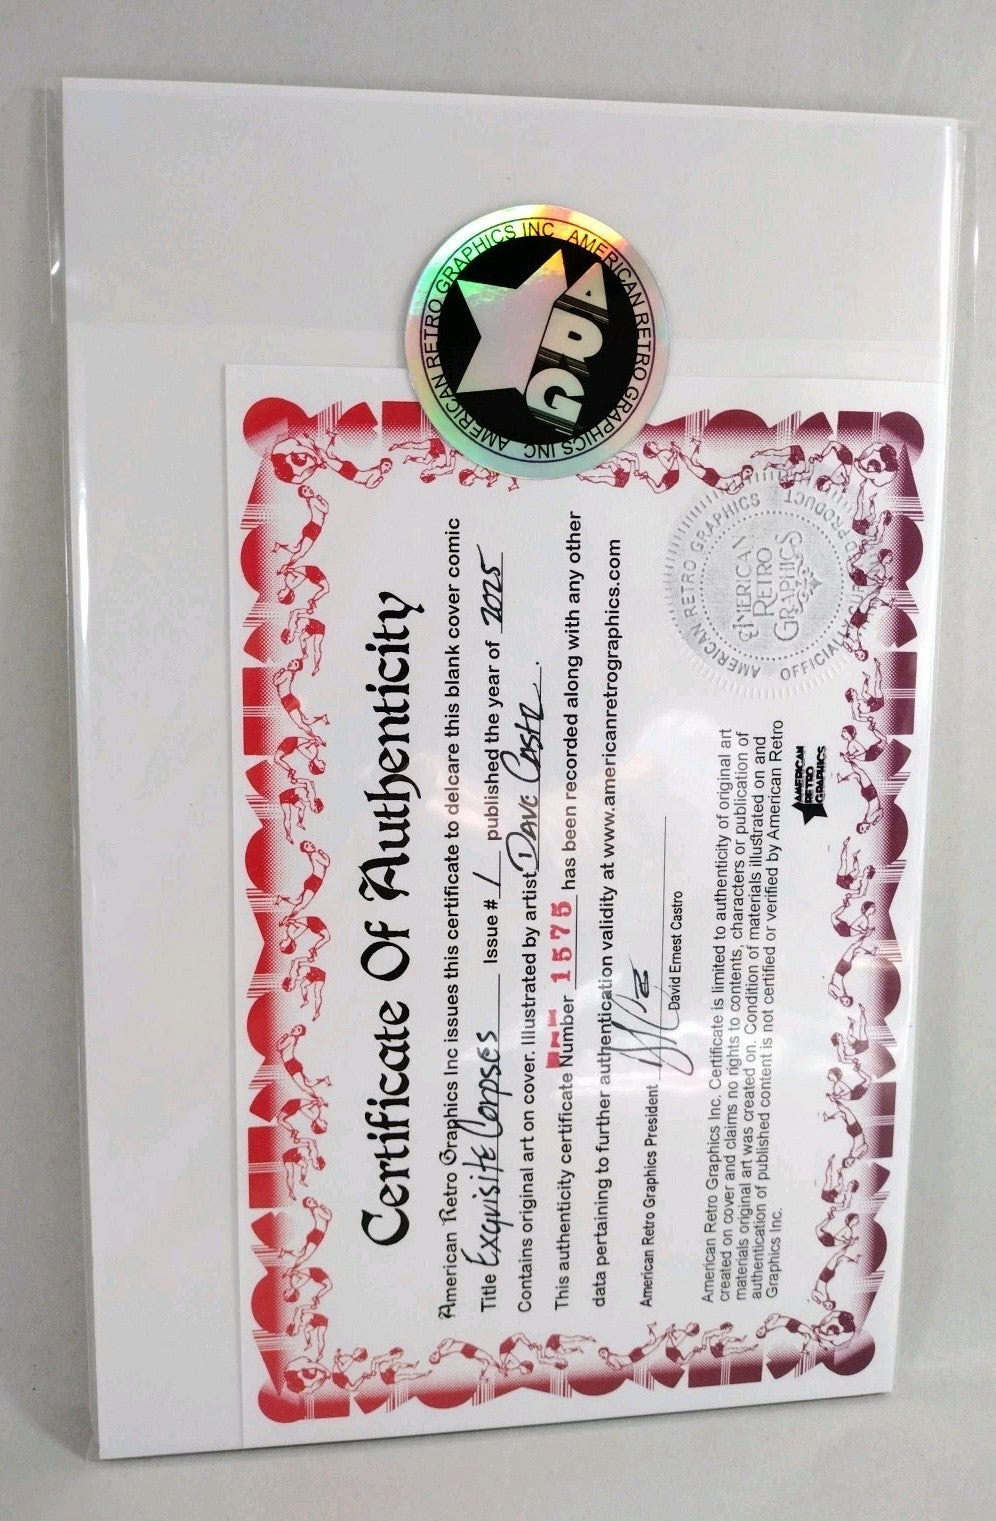 AMERICAN RETRO GRAPHICS INC AMERICAN RETRO GRAPHICS INC
ARG
Certificate Of Authenticity
American Retro Graphics Inc issues this certificate to delcare this blank cover comic
Title Exquisite Corpses Issue # 1 published the year of 2025
Contains original art on cover. Illustrated by artist Dave Castr.
This authenticity certificate Number 1575 has been recorded along with any other
data pertaining to further authentication validity at www.americanretrographics.com
American Retro Graphics President
David Ernest Castro
American Retro Graphics Inc. Certificate is limited to authenticity of original art
created on cover and claims no rights to contents, characters or publication of
materials original art was created on. Condition of materials illustrated on and
authentication of published content is not certified or verified by American Retro
Graphics Inc.
AMERICAN
RETRO
GRAPHICS
AMERICAN RETRO GRAPHICS
AMERICAN
RETRO
GRAPHICS
PRODUCT